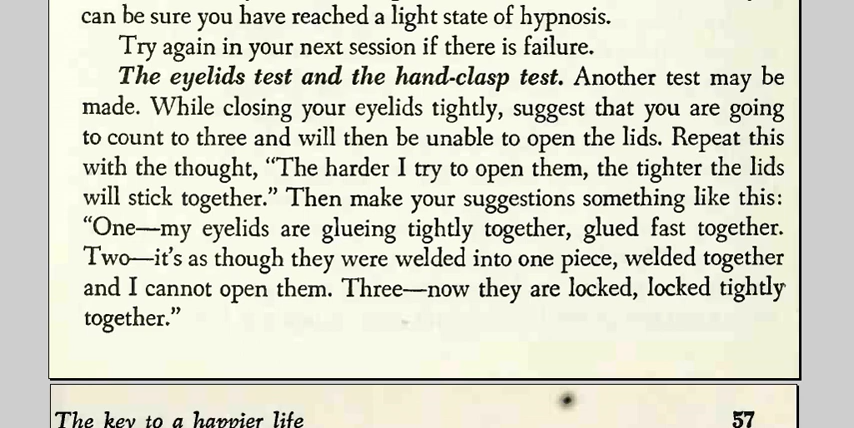 can be sure you have reached a light state of hypnosis.
Try again in your next session if there is failure.
The eyelids test and the hand-clasp test. Another test may be
made. While closing your eyelids tightly, suggest that you are going
to count to three and will then be unable to open the lids. Repeat this
with the thought, “The harder I try to open them, the tighter the lids
will stick together.” Then make your suggestions something like this:
“One—my eyelids are glueing tightly together, glued fast together.
Two—it’s as though they were welded into one piece, welded together
and I cannot open them. Three—now they are locked, locked tightly
together.”
The key to a happier life 57